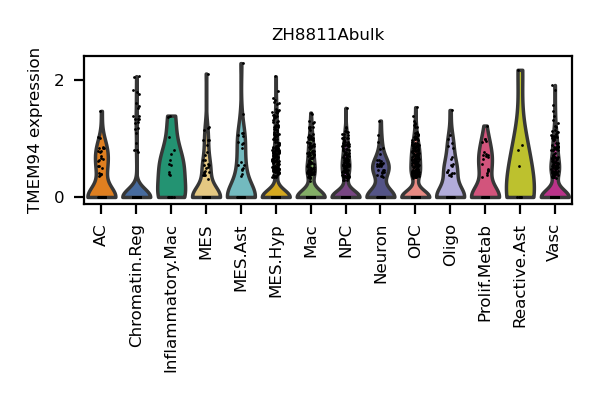 ZH8811Abulk
TMEM94 expression
2
0
AC
Chromatin.Reg
Inflammatory.Mac
MES
MES.Ast
MES.Hyp
Mac
NPC
Neuron
OPC
Oligo
Prolif.Metab
Reactive.Ast
Vasc